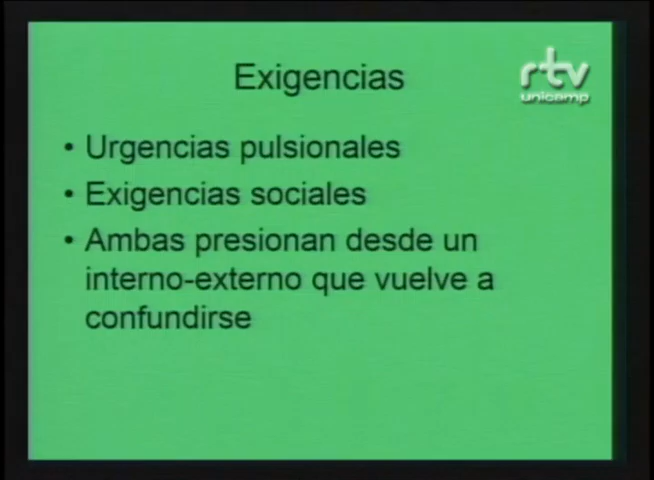 Exigencias
rtv
unicamp
• Urgencias pulsionales
• Exigencias sociales
• Ambas presionan desde un
interno-externo que vuelve a
confundirse